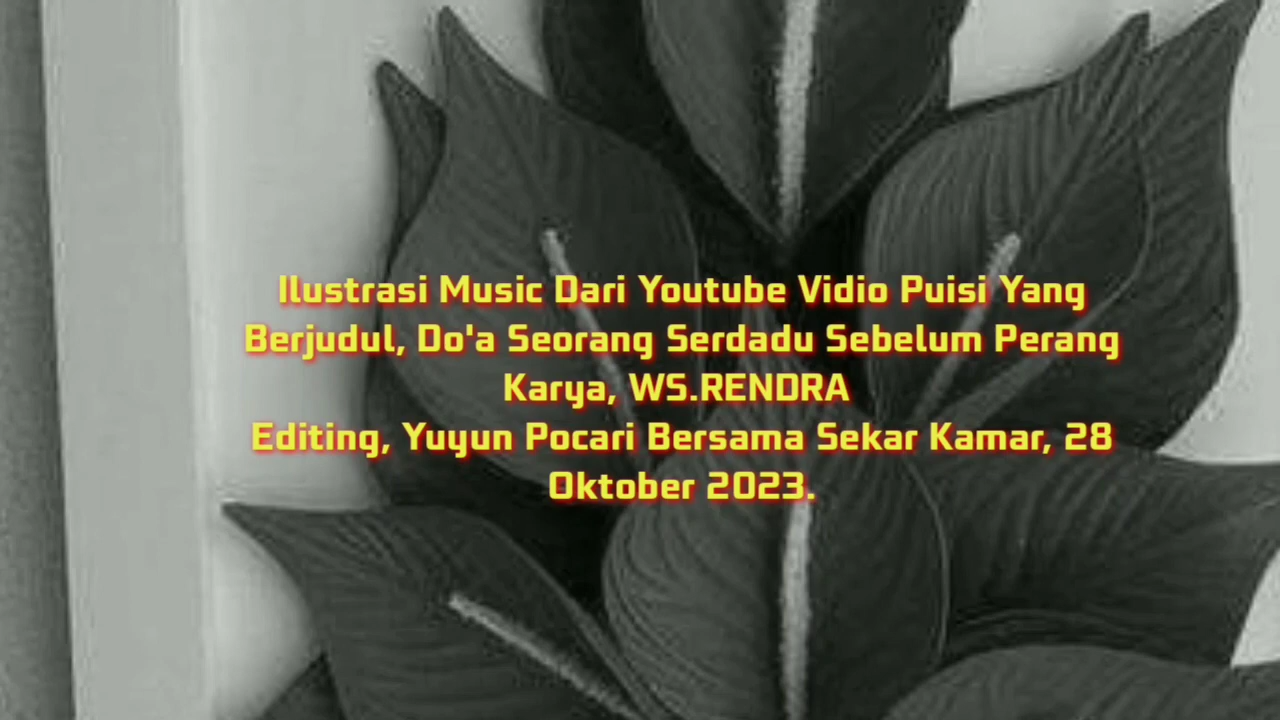 Ilustrasi Music Dari Youtube Vidio Puisi Yang
Berjudul, Do'a Seorang Serdadu Sebelum Perang
Karya, WS.RENDRA
Editing, Yuyun Pocari Bersama Sekar Kamar, 28
Oktober 2023.